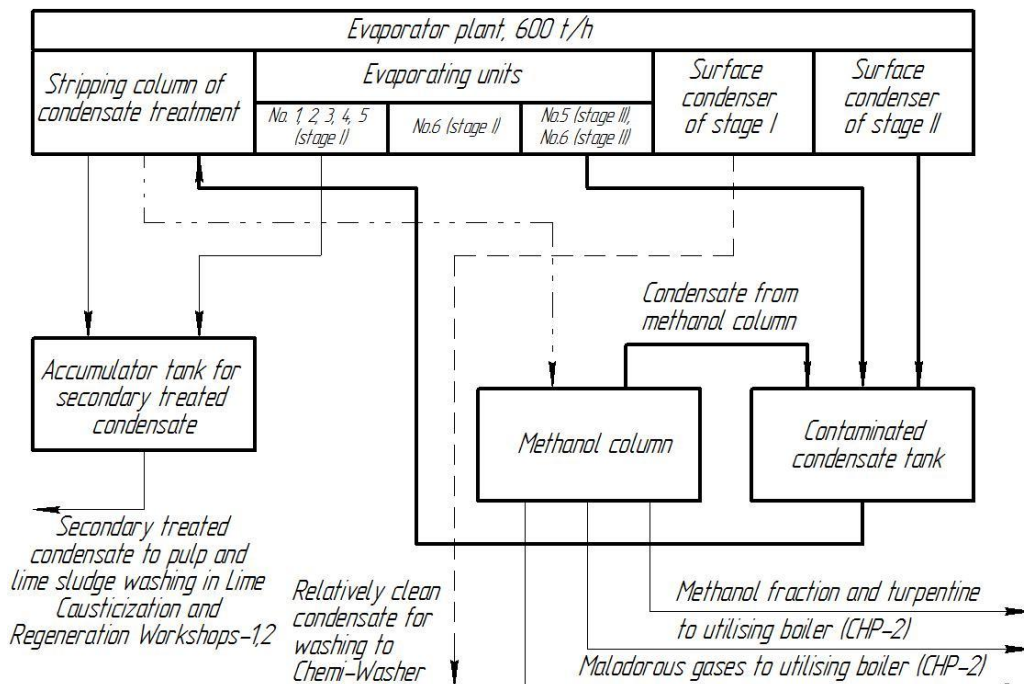 Evaporator plant, 600 t/h
Stripping column of
condensate treatment
Evaporating units
No. 1, 2, 3, 4, 5
(stage I)
No.6 (stage I)
No.5 (stage II),
No.6 (stage II)
Surface
condenser
of stage I
Surface
condenser
of stage II
Condensate from
methanol column
Accumulator tank for
secondary treated
condensate
Methanol column
Contaminated
condensate tank
Secondary treated
condensate to pulp and
lime sludge washing in Lime
Causticization and
Regeneration Workshops-1,2
Relatively clean
condensate for
washing to
Chemi-Washer
Methanol fraction and turpentine
to utilising boiler (CHP-2)
Malodorous gases to utilising boiler (CHP-2)